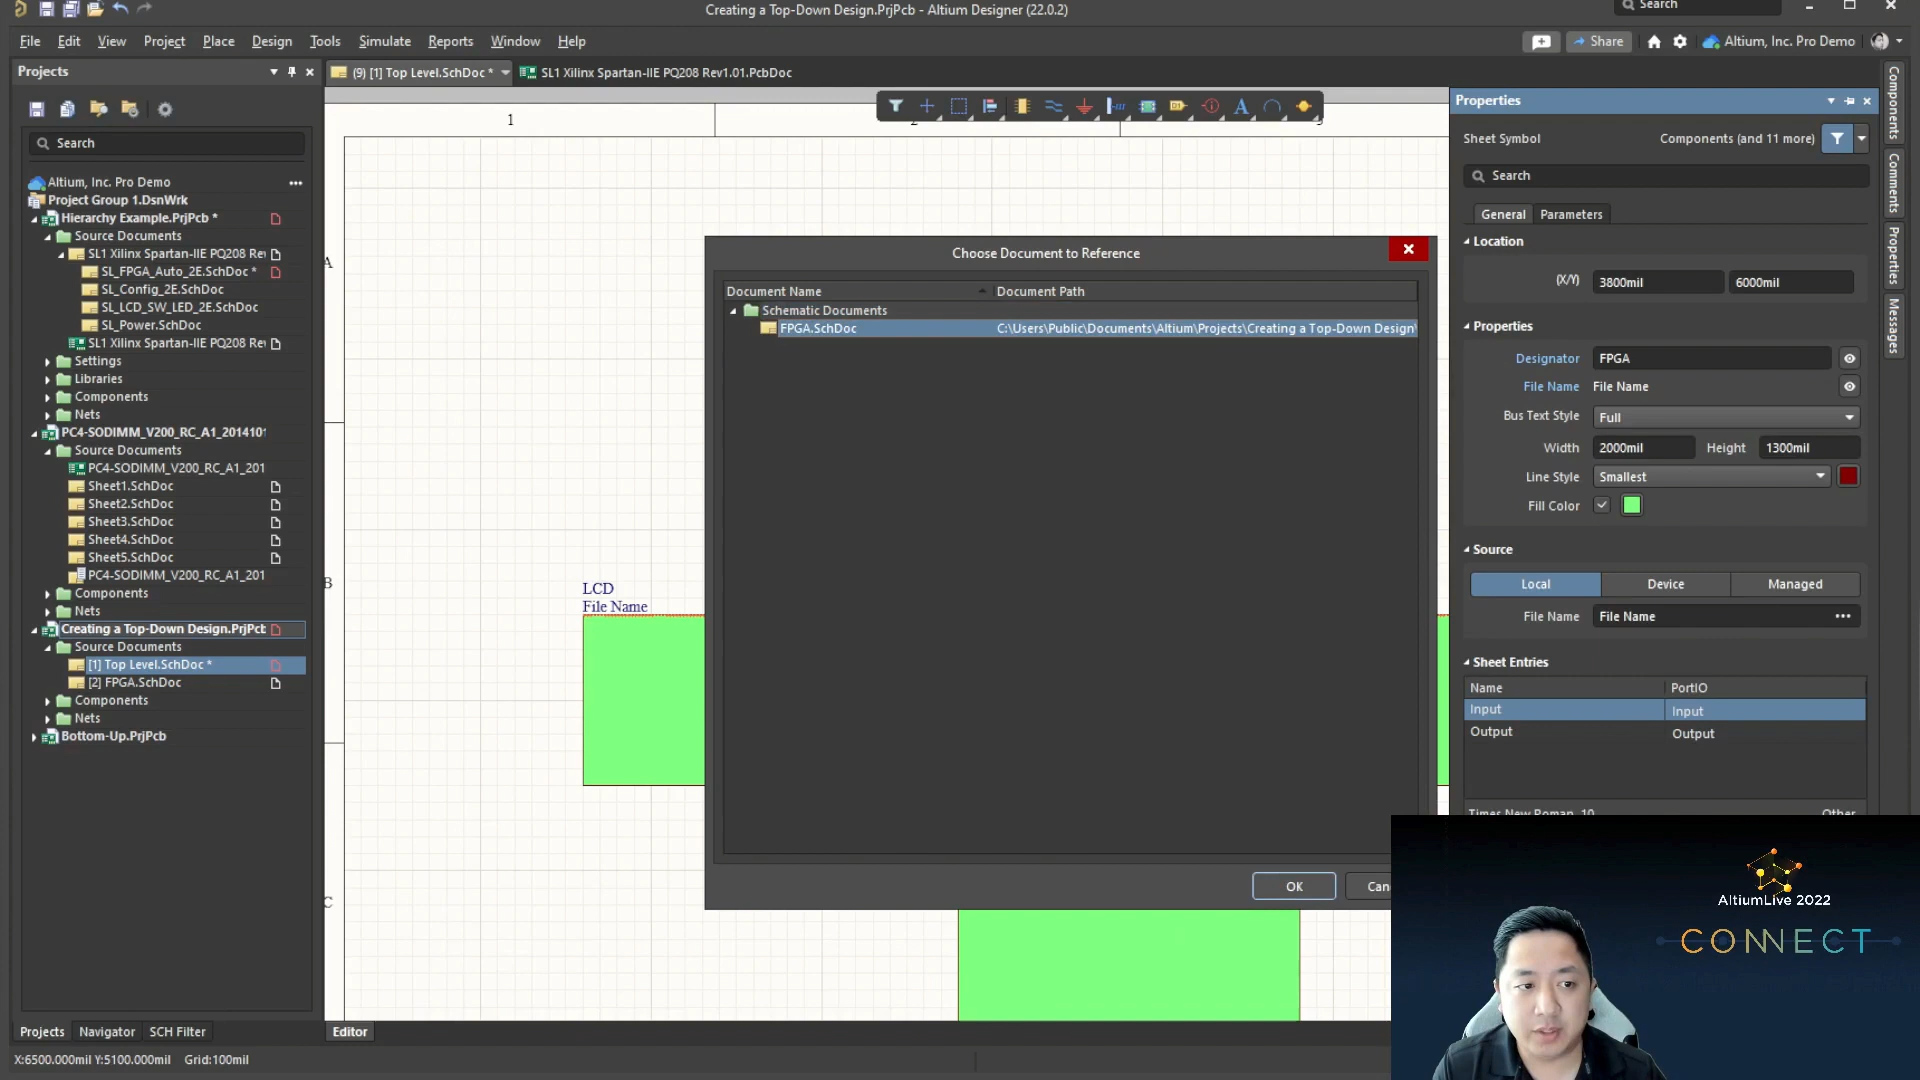 Creating a Top-Down Design.PrjPcb - Altium Designer (22.0.2)
Search
File Edit View Project Place Design Tools Simulate Reports Window Help
Share
Altium, Inc. Pro Demo
Projects
(9) [1] Top Level.SchDoc *
SL1 Xilinx Spartan-IIE PQ208 Rev1.01.PcbDoc
Search
Altium, Inc. Pro Demo
Project Group 1.DsnWrk
Hierarchy Example.PrjPcb *
Source Documents
SL1 Xilinx Spartan-IIE PQ208 Rev
SL_FPGA_Auto_2E.SchDoc *
SL_Config_2E.SchDoc
SL_LCD_SW_LED_2E.SchDoc
SL_Power.SchDoc
SL1 Xilinx Spartan-IIE PQ208 Rev
Settings
Libraries
Components
Nets
PC4-SODIMM_V200_RC_A1_201410
Source Documents
PC4-SODIMM_V200_RC_A1_201
Sheet1.SchDoc
Sheet2.SchDoc
Sheet3.SchDoc
Sheet4.SchDoc
Sheet5.SchDoc
PC4-SODIMM_V200_RC_A1_201
Components
Nets
Creating a Top-Down Design.PrjPcb
Source Documents
[1] Top Level.SchDoc *
[2] FPGA.SchDoc
Components
Nets
Bottom-Up.PrjPcb
Projects Navigator SCH Filter
Editor
X:6500.000mil Y:5100.000mil Grid:100mil
1
A
B
C
LCD
File Name
Choose Document to Reference
Document Name Document Path
Schematic Documents
FPGA.SchDoc C:\Users\Public\Documents\Altium\Projects\Creating a Top-Down Design\
OK
Can
Properties
Sheet Symbol Components (and 11 more)
Search
General Parameters
Location
(X/Y) 3800mil 6000mil
Properties
Designator FPGA
File Name File Name
Bus Text Style Full
Width 2000mil Height 1300mil
Line Style Smallest
Fill Color
Source
Local Device Managed
File Name File Name
Sheet Entries
Name PortIO
Input Input
Output Output
Times New Roman, 10 Other
Components
Comments
Properties
Messages
AltiumLive 2022
CONNECT